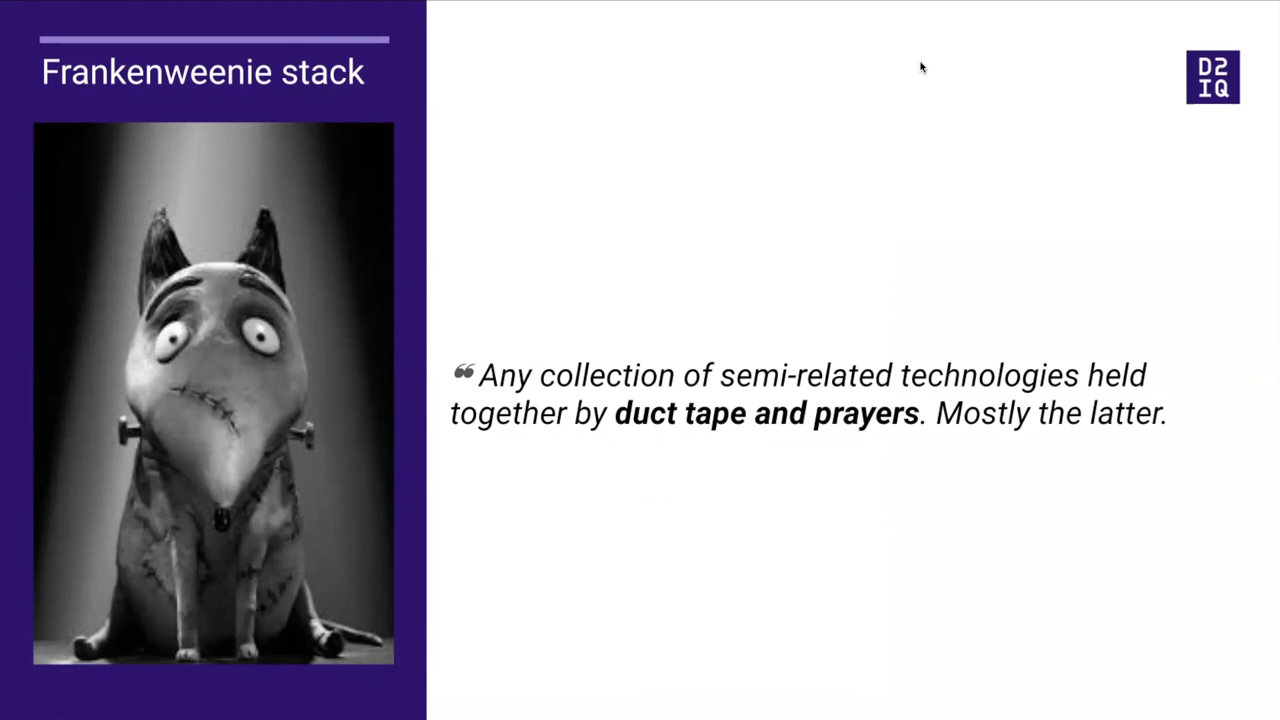 Frankenweenie stack
D2
IQ
❝ Any collection of semi-related technologies held
together by duct tape and prayers. Mostly the latter.